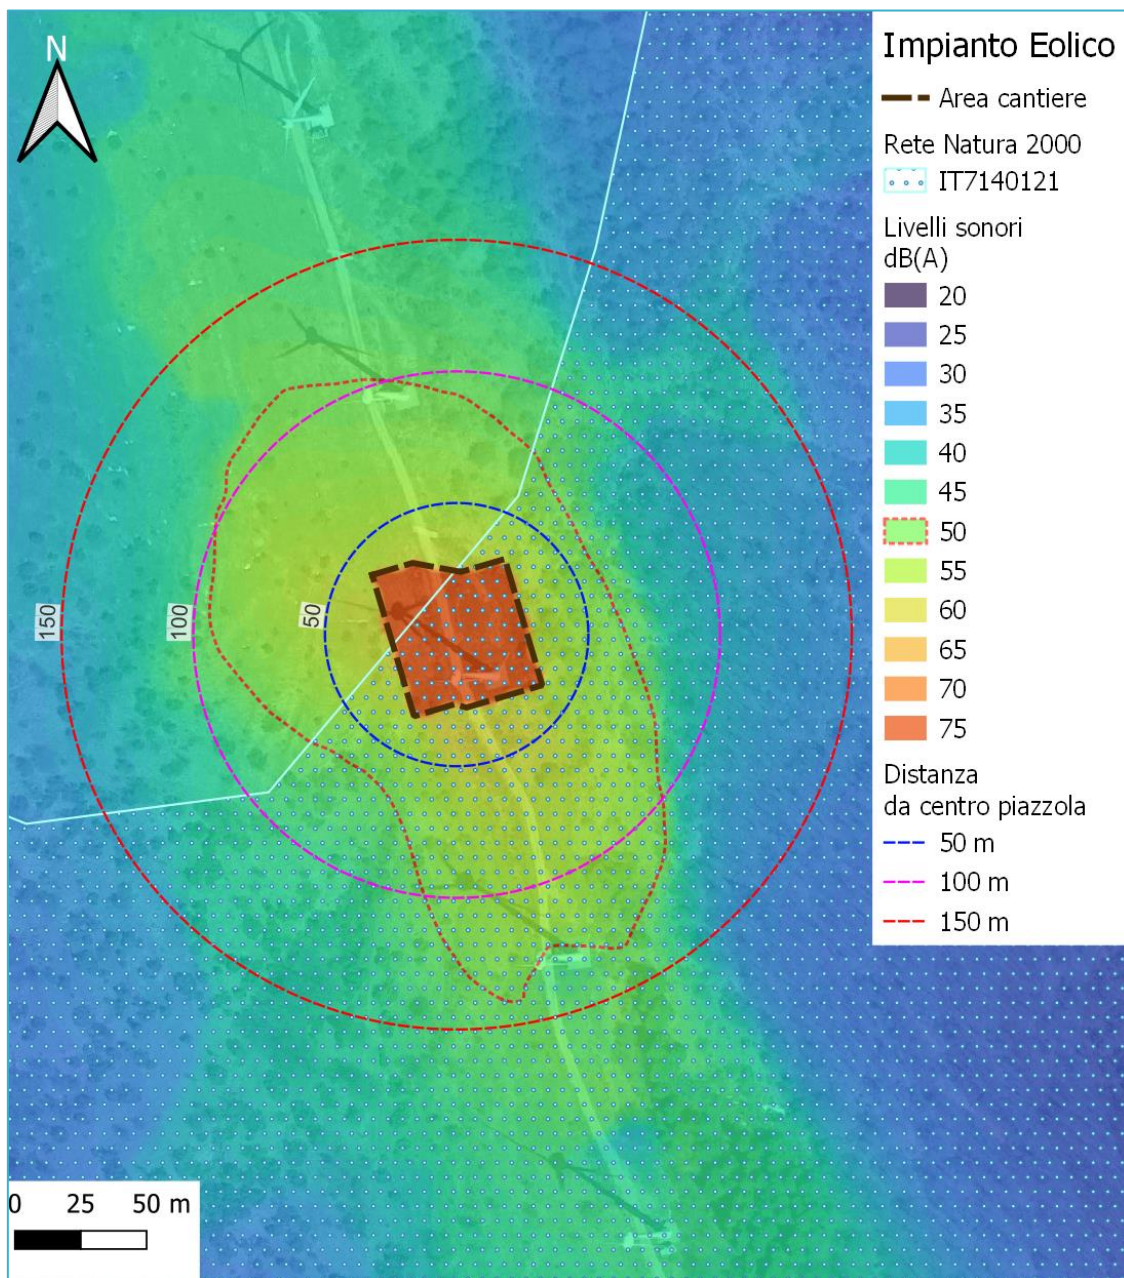 N
Impianto Eolico
Area cantiere
Rete Natura 2000
IT7140121
Livelli sonori
dB(A)
20
25
30
35
40
45
50
55
60
65
70
75
Distanza
da centro piazzola
50 m
100 m
150 m
150
100
50
0 25 50 m